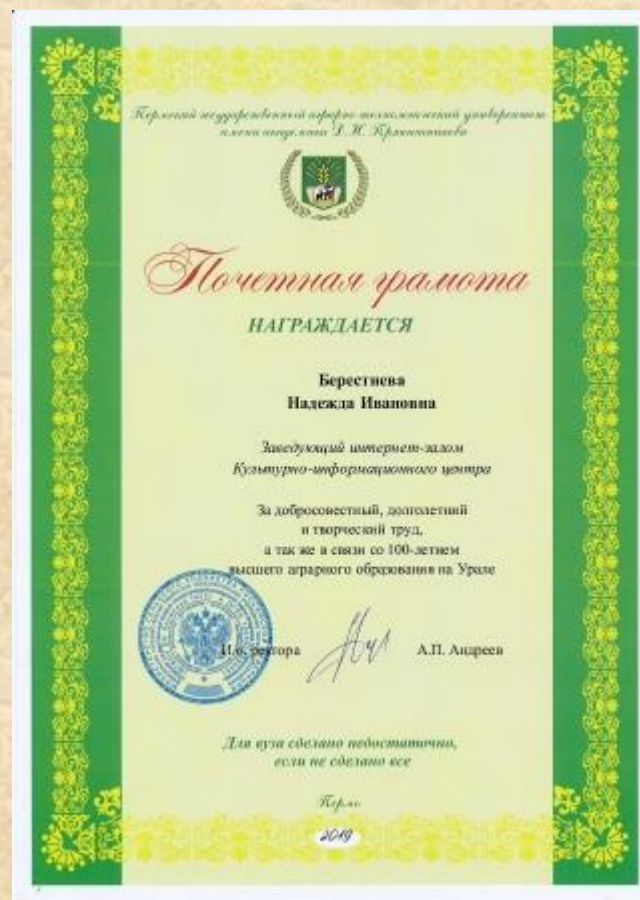 Пермский государственный аграрно-технологический университет
имени академика Д.Н. Прянишникова
Почетная грамота
НАГРАЖДАЕТСЯ
Берестнева
Надежда Ивановна
Заведующий интернет-залом
Культурно-информационного центра
За добросовестный, долголетний
и творческий труд,
а так же в связи со 100-летием
высшего аграрного образования на Урале
И.о. ректора А.П. Андреев
Для вуза сделано недостаточно,
если не сделано все
Пермь
2019